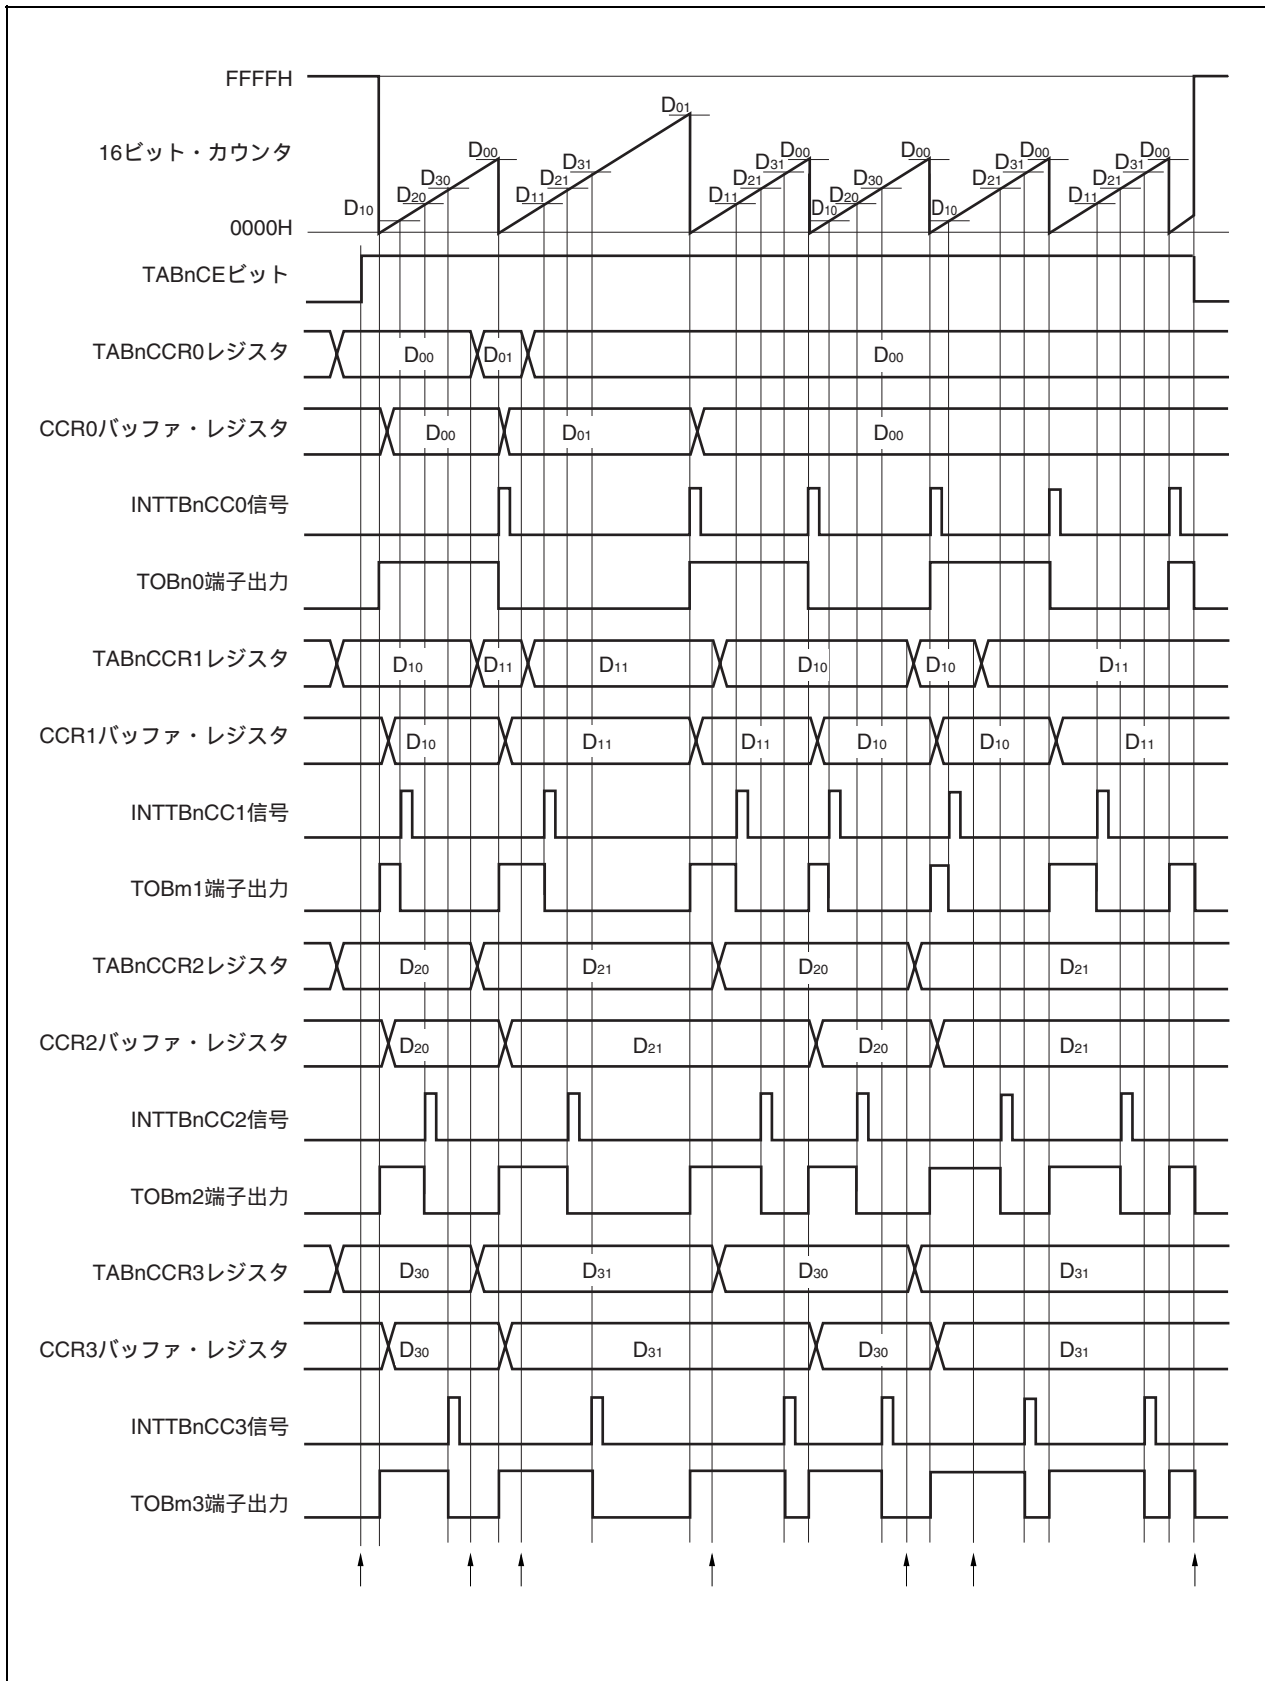 FFFFH
D01
16ビット・カウンタ
D00 D00 D00 D00 D00
D31 D31 D31 D31
D30 D21 D21 D30 D21 D21
D20 D11 D11 D20 D11
D10 D10 D10
0000H
TABnCEビット
TABnCCR0レジスタ D00 D01 D00
CCR0バッファ・レジスタ D00 D01 D00
INTTBnCC0信号
TOBn0端子出力
TABnCCR1レジスタ D10 D11 D11 D10 D10 D11
CCR1バッファ・レジスタ D10 D11 D11 D10 D10 D11
INTTBnCC1信号
TOBm1端子出力
TABnCCR2レジスタ D20 D21 D20 D21
CCR2バッファ・レジスタ D20 D21 D20 D21
INTTBnCC2信号
TOBm2端子出力
TABnCCR3レジスタ D30 D31 D30 D31
CCR3バッファ・レジスタ D30 D31 D30 D31
INTTBnCC3信号
TOBm3端子出力